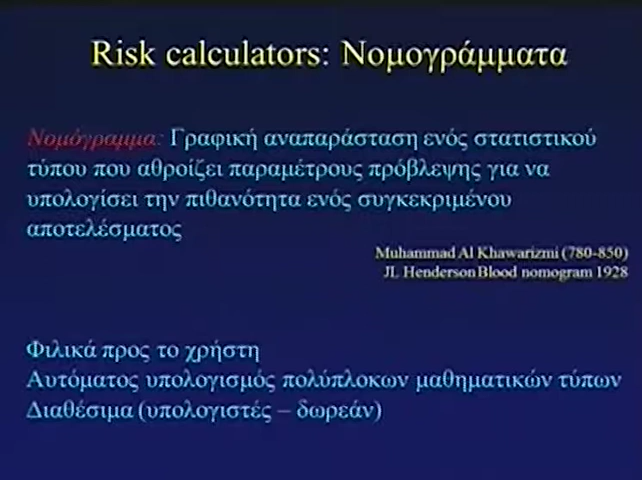 Risk calculators: Νομογράμματα
Νομόγραμμα: Γραφική αναπαράσταση ενός στατιστικού
τύπου που αθροίζει παραμέτρους πρόβλεψης για να
υπολογίσει την πιθανότητα ενός συγκεκριμένου
αποτελέσματος
Muhammad Al Khawarizmi (780-850)
JL Henderson Blood nomogram 1928
Φιλικά προς το χρήστη
Αυτόματος υπολογισμός πολύπλοκων μαθηματικών τύπων
Διαθέσιμα (υπολογιστές – δωρεάν)